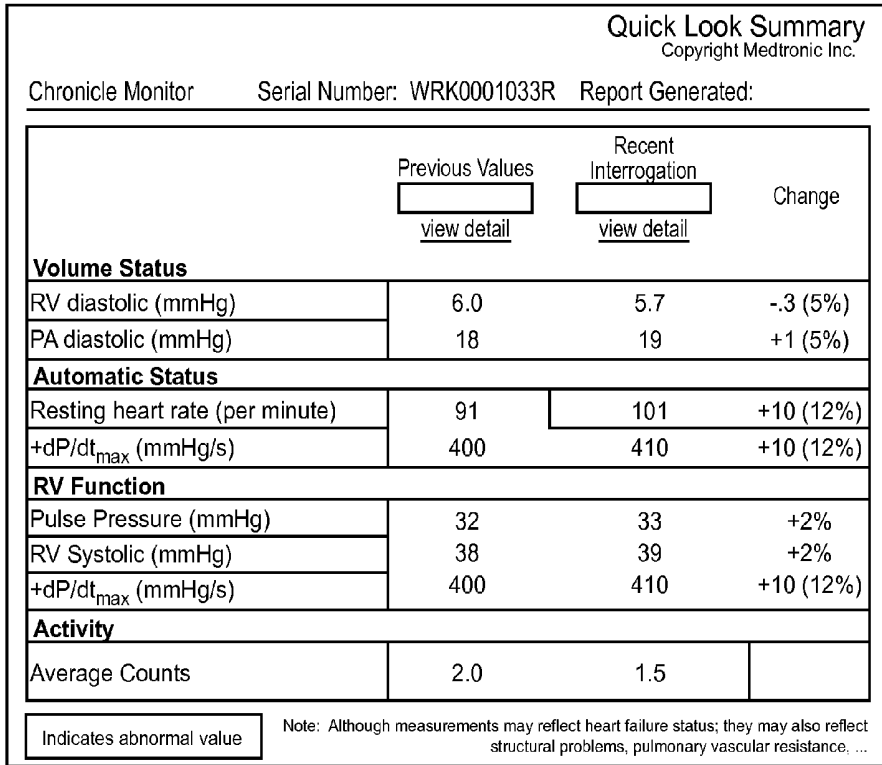 Quick Look Summary
Copyright Medtronic Inc.
Chronicle Monitor Serial Number: WRK0001033R Report Generated:
Previous Values Recent Interrogation Change
view detail view detail
Volume Status
RV diastolic (mmHg) 6.0 5.7 -.3 (5%)
PA diastolic (mmHg) 18 19 +1 (5%)
Automatic Status
Resting heart rate (per minute) 91 101 +10 (12%)
+dP/dtmax (mmHg/s) 400 410 +10 (12%)
RV Function
Pulse Pressure (mmHg) 32 33 +2%
RV Systolic (mmHg) 38 39 +2%
+dP/dtmax (mmHg/s) 400 410 +10 (12%)
Activity
Average Counts 2.0 1.5
Indicates abnormal value
Note: Although measurements may reflect heart failure status; they may also reflect
structural problems, pulmonary vascular resistance, ...